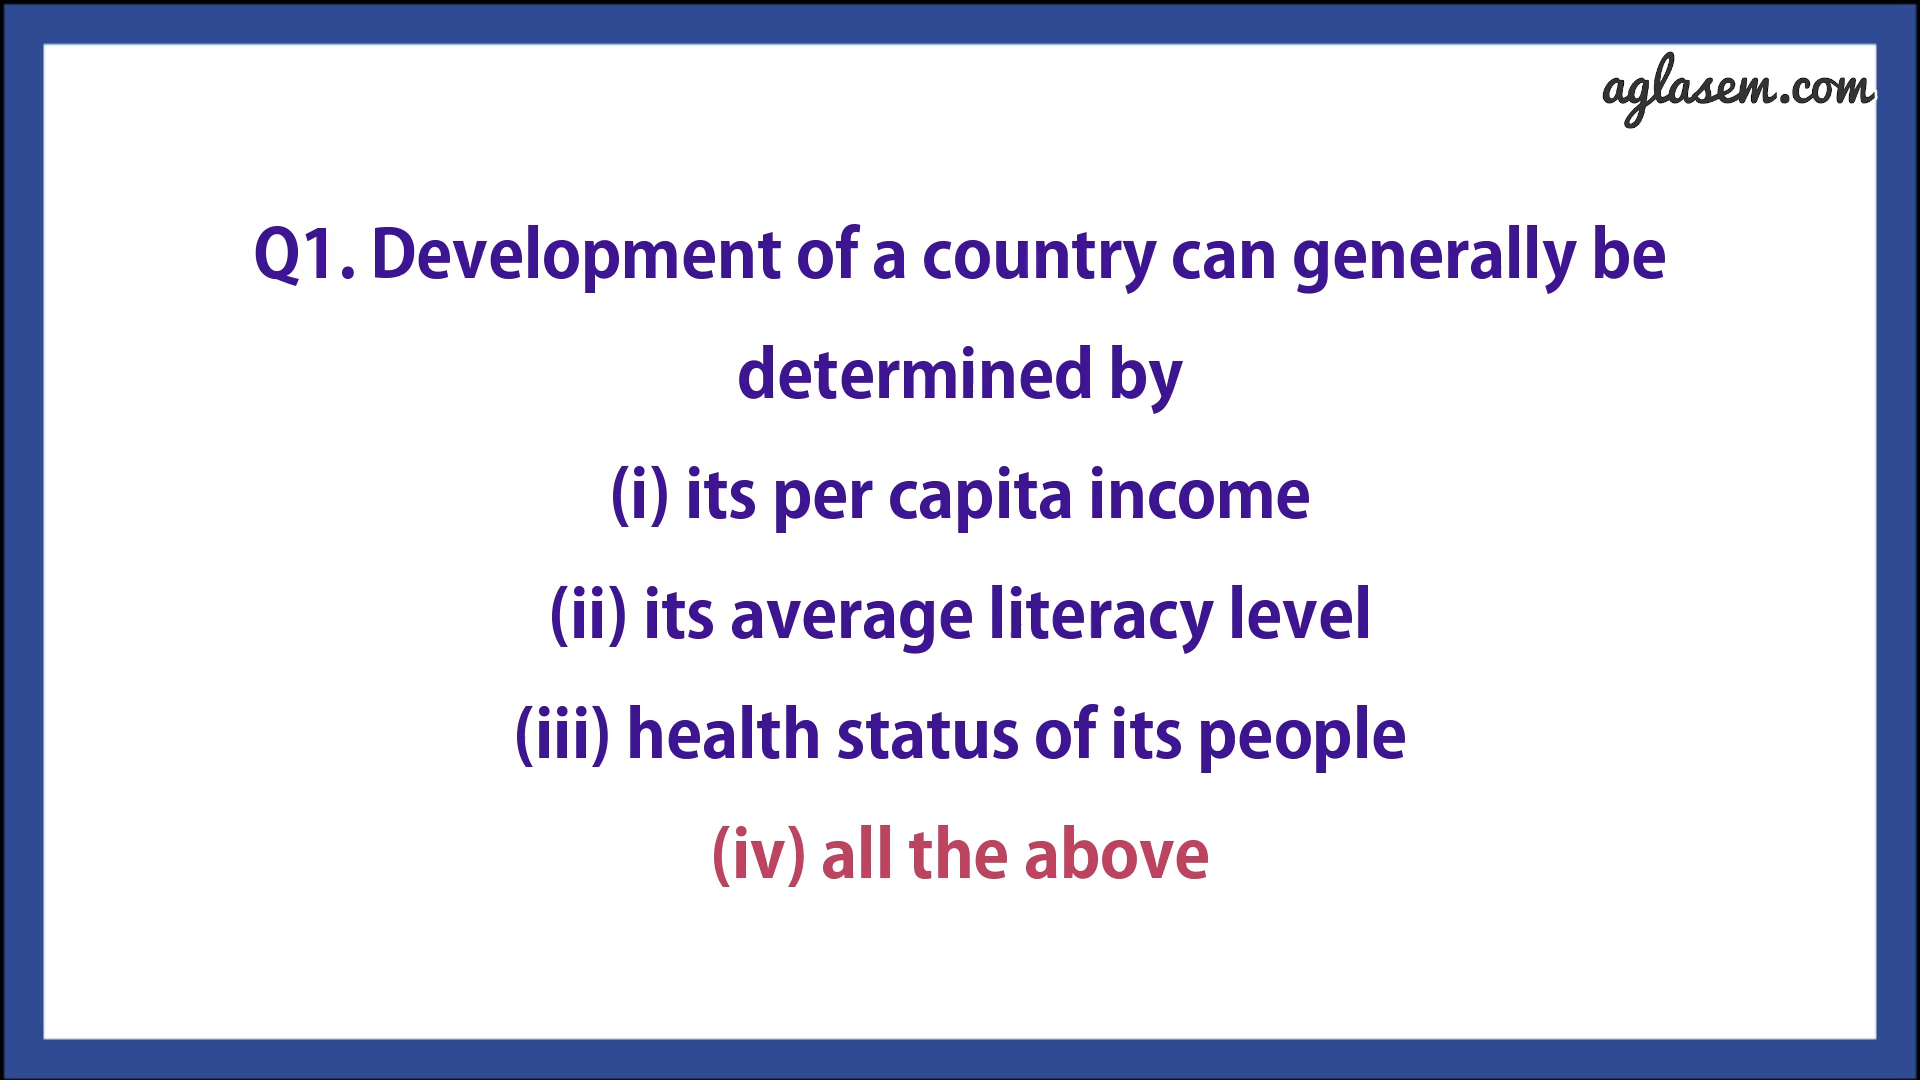 aglasem.com
Q1. Development of a country can generally be
determined by
(i) its per capita income
(ii) its average literacy level
(iii) health status of its people
(iv) all the above